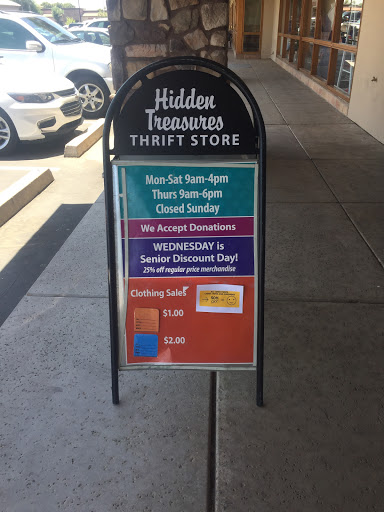 Hidden
Treasures
THRIFT STORE
Mon-Sat 9am-4pm
Thurs 9am-6pm
Closed Sunday
We Accept Donations
WEDNESDAY is
Senior Discount Day!
25% off regular price merchandise
Clothing Sales
$1.00
$2.00